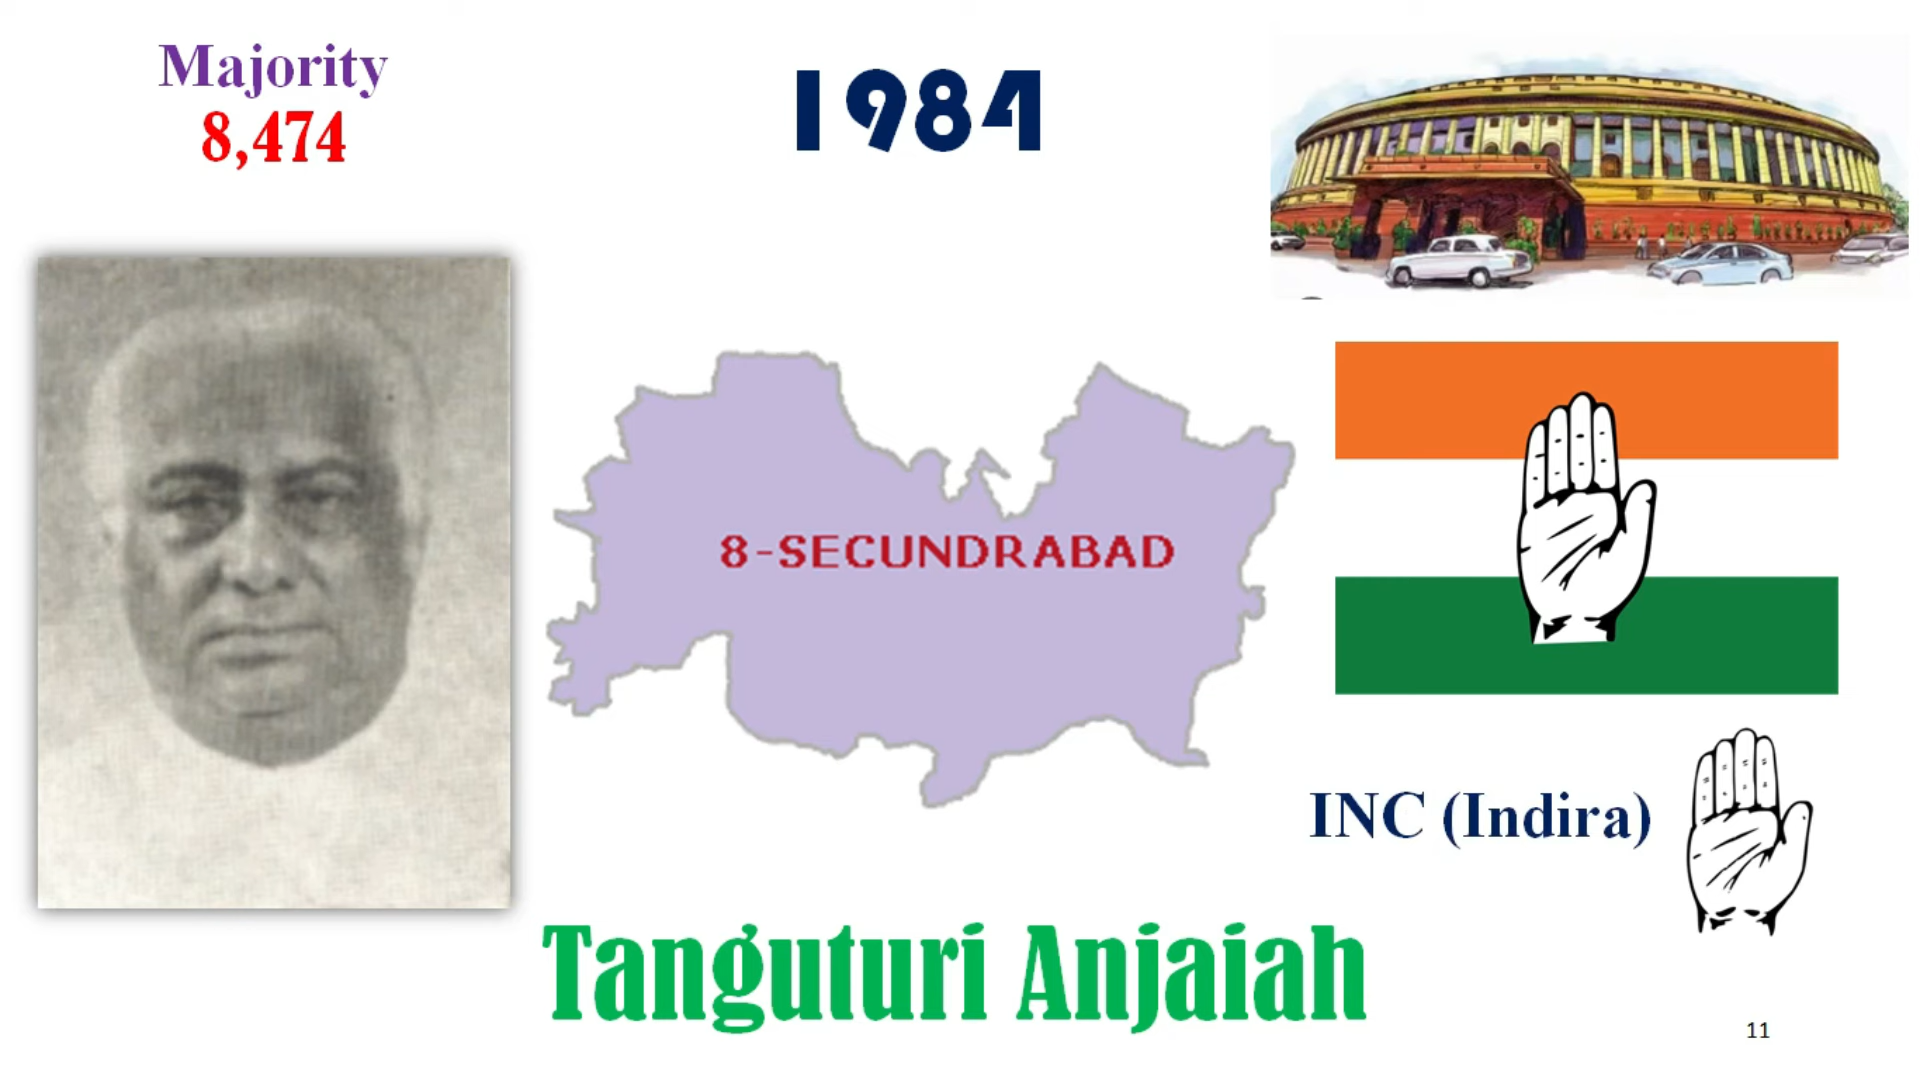 Majority
8,474
1984
8-SECUNDRABAD
INC (Indira)
Tanguturi Anjaiah
11